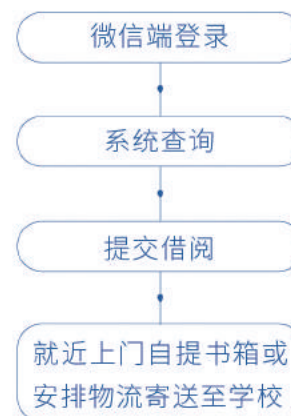 微信端登录
系统查询
提交借阅
就近上门自提书箱或
安排物流寄送至学校